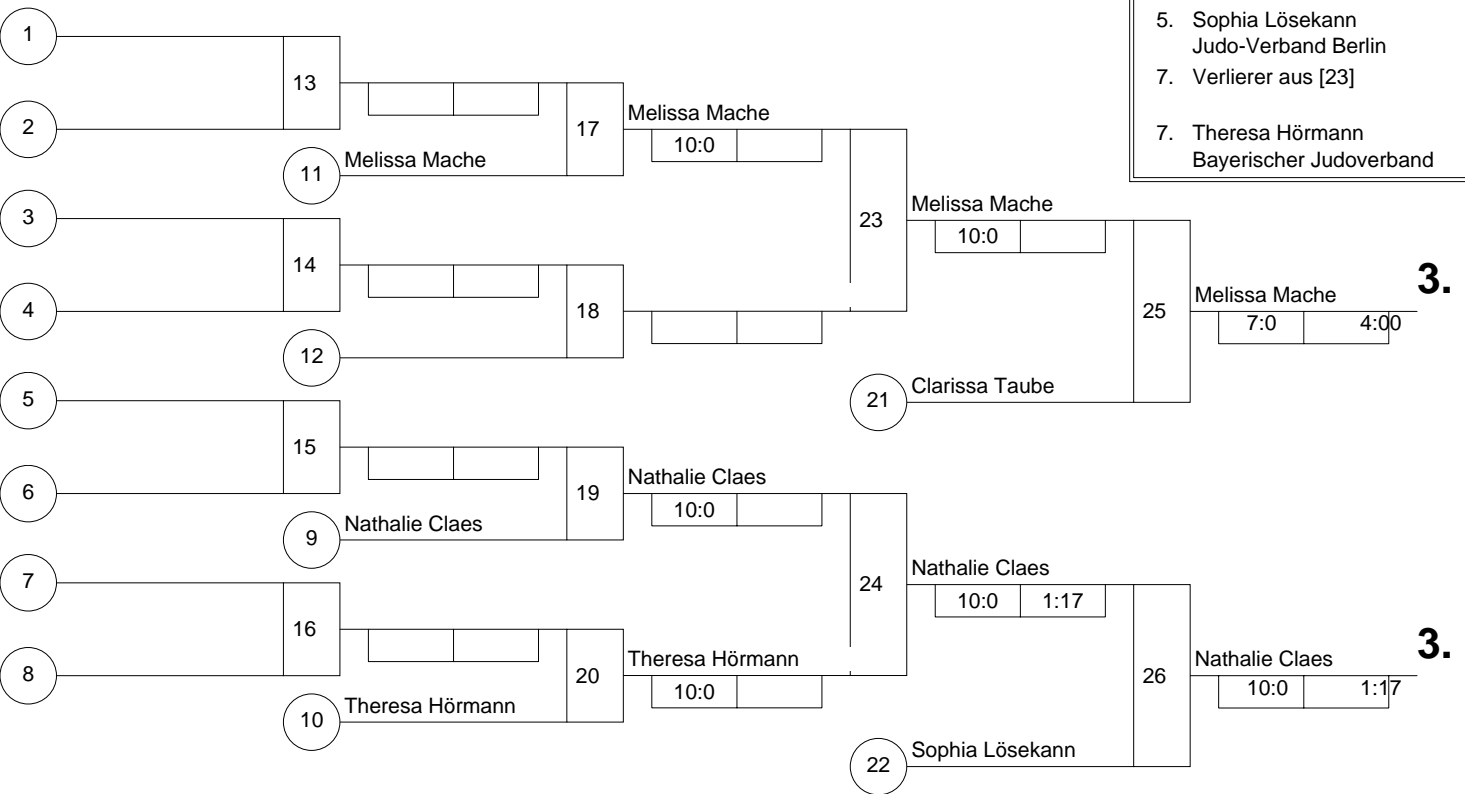 1
5. Sophia Lösekann
Judo-Verband Berlin
13
7. Verlierer aus [23]
2
17
Melissa Mache
10:0
7. Theresa Hörmann
Bayerischer Judoverband
11
Melissa Mache
3
23
Melissa Mache
10:0
14
3.
4
18
25
Melissa Mache
7:0 4:00
12
5
21
Clarissa Taube
15
6
19
Nathalie Claes
10:0
9
Nathalie Claes
7
24
Nathalie Claes
10:0 1:17
16
3.
8
20
Theresa Hörmann
10:0
26
Nathalie Claes
10:0 1:17
10
Theresa Hörmann
22
Sophia Lösekann